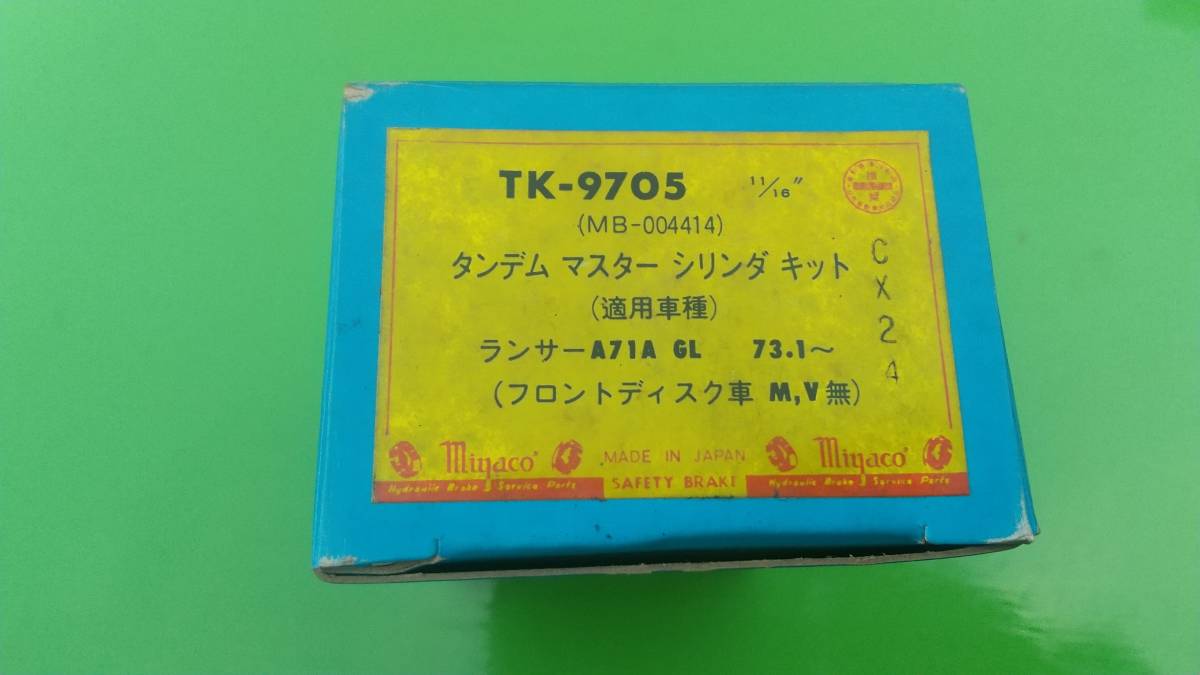 TK-9705 11/16"
(MB-004414)
タンデム マスター シリンダ キット
(適用車種)
ランサーA71A GL 73.1~
(フロントディスク車 M,V無)
CX24
Miyaco MADE IN JAPAN Miyaco
Hydraulic Brake Service Parts SAFETY BRAKE Hydraulic Brake Service Parts